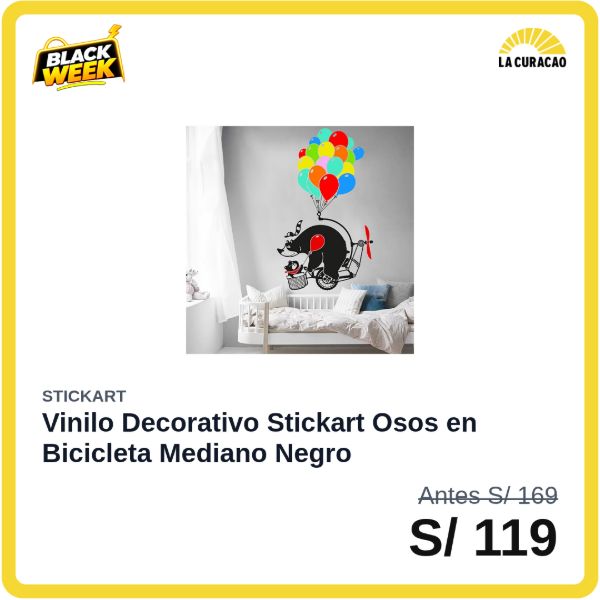 BLACK
WEEK
LA CURACAO
STICKART
Vinilo Decorativo Stickart Osos en
Bicicleta Mediano Negro
Antes S/ 169
S/ 119